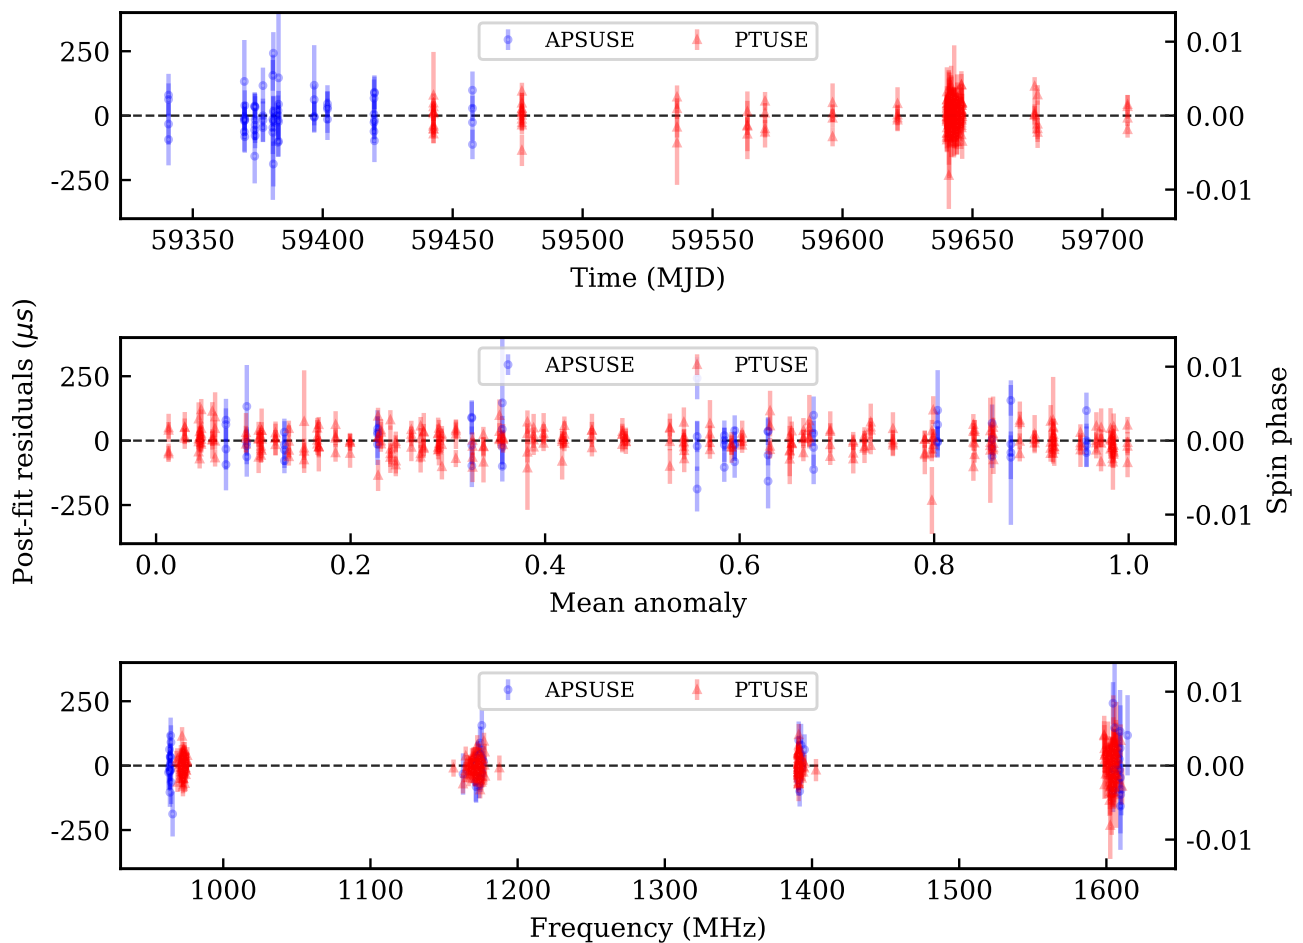 APSUSE PTUSE
250
0
-250
0.01
0.00
-0.01
59350 59400 59450 59500 59550 59600 59650 59700
Time (MJD)
Post-fit residuals (μs)
APSUSE PTUSE
250
0
-250
0.01
0.00
-0.01
Spin phase
0.0 0.2 0.4 0.6 0.8 1.0
Mean anomaly
APSUSE PTUSE
250
0
-250
0.01
0.00
-0.01
1000 1100 1200 1300 1400 1500 1600
Frequency (MHz)